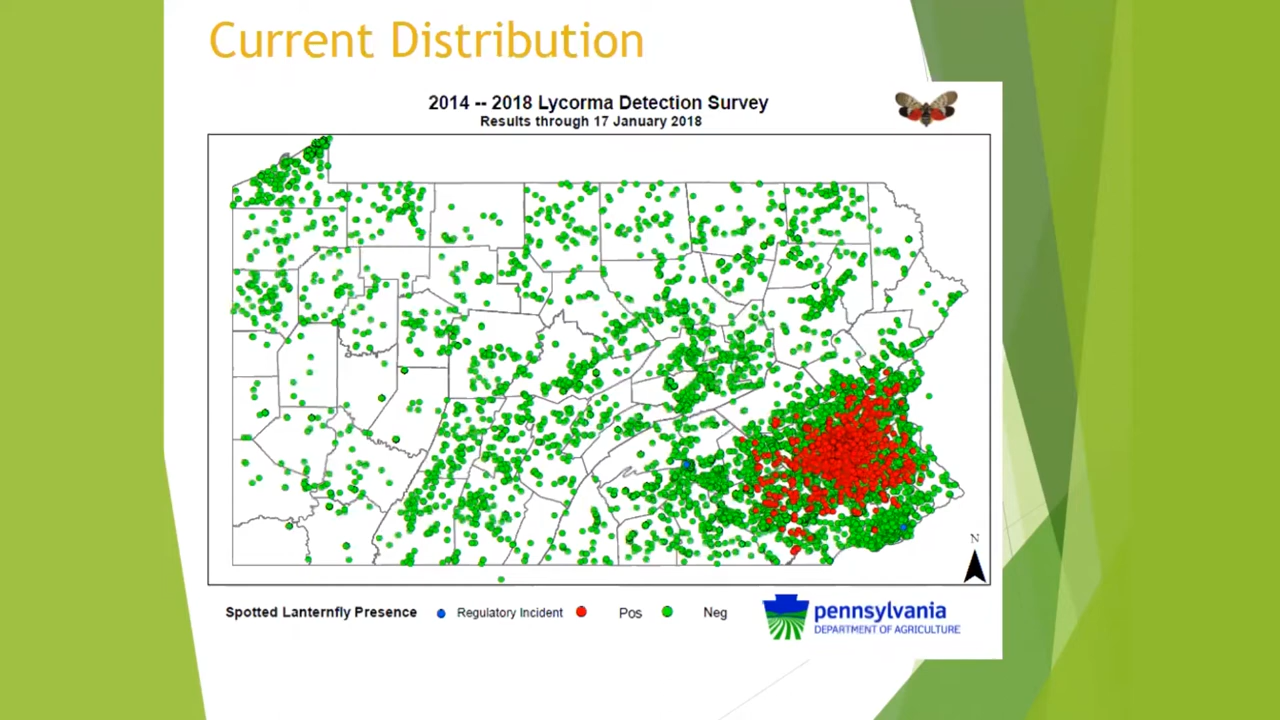 Current Distribution
2014 -- 2018 Lycorma Detection Survey
Results through 17 January 2018
N
Spotted Lanternfly Presence Regulatory Incident Pos Neg
pennsylvania
DEPARTMENT OF AGRICULTURE